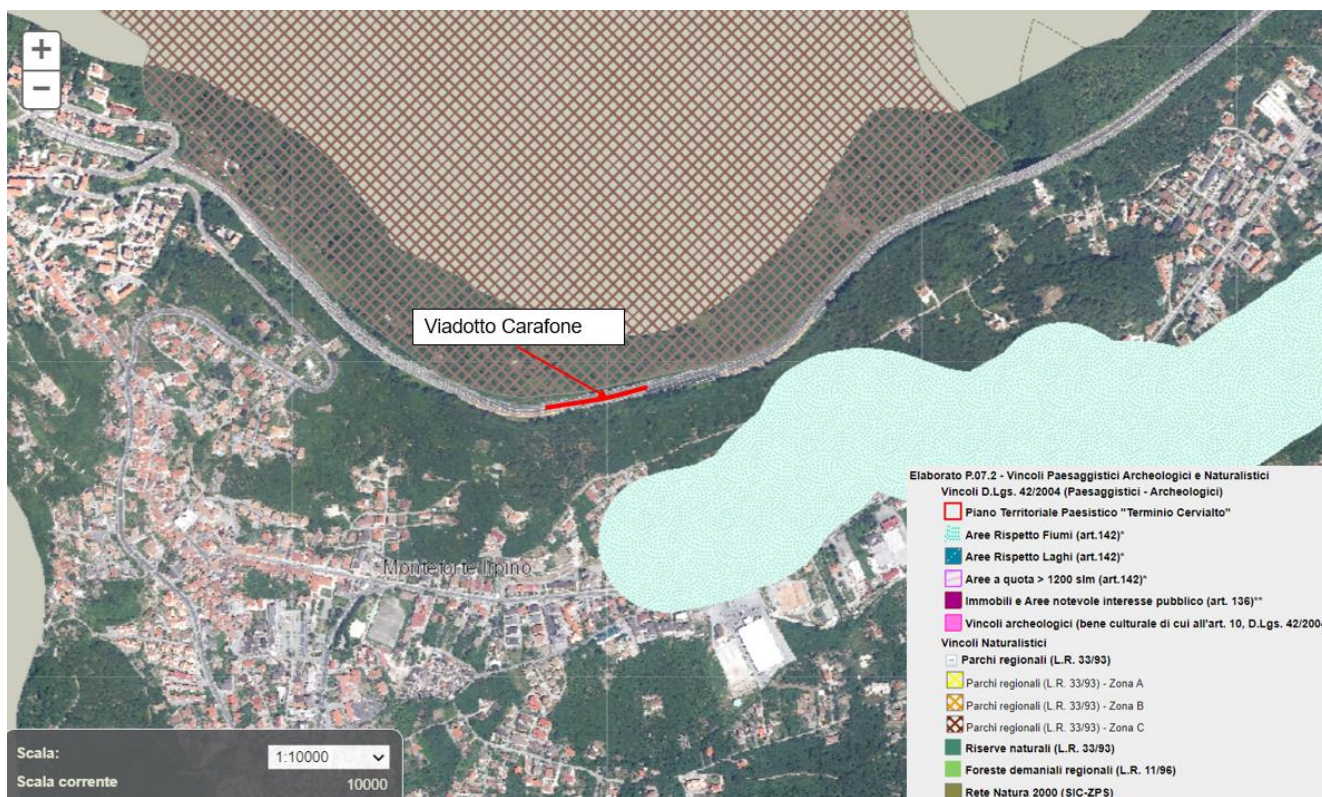 +
−
Viadotto Carafone
Monteforte Irpino
Elaborato P.07.2 - Vincoli Paesaggistici Archeologici e Naturalistici
Vincoli D.Lgs. 42/2004 (Paesaggistici - Archeologici)
Piano Territoriale Paesistico "Terminio Cervialto"
Aree Rispetto Fiumi (art.142)*
Aree Rispetto Laghi (art.142)*
Aree a quota > 1200 slm (art.142)*
Immobili e Aree notevole interesse pubblico (art. 136)**
Vincoli archeologici (bene culturale di cui all'art. 10, D.Lgs. 42/2004
Vincoli Naturalistici
Parchi regionali (L.R. 33/93)
Parchi regionali (L.R. 33/93) - Zona A
Parchi regionali (L.R. 33/93) - Zona B
Parchi regionali (L.R. 33/93) - Zona C
Riserve naturali (L.R. 33/93)
Foreste demaniali regionali (L.R. 11/96)
Rete Natura 2000 (SIC-ZPS)
Scala: 1:10000
Scala corrente 10000